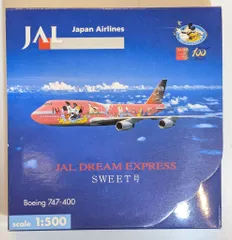 JAL Japan Airlines
100
JAL DREAM EXPRESS
SWEET号
Boeing 747-400
scale 1:500